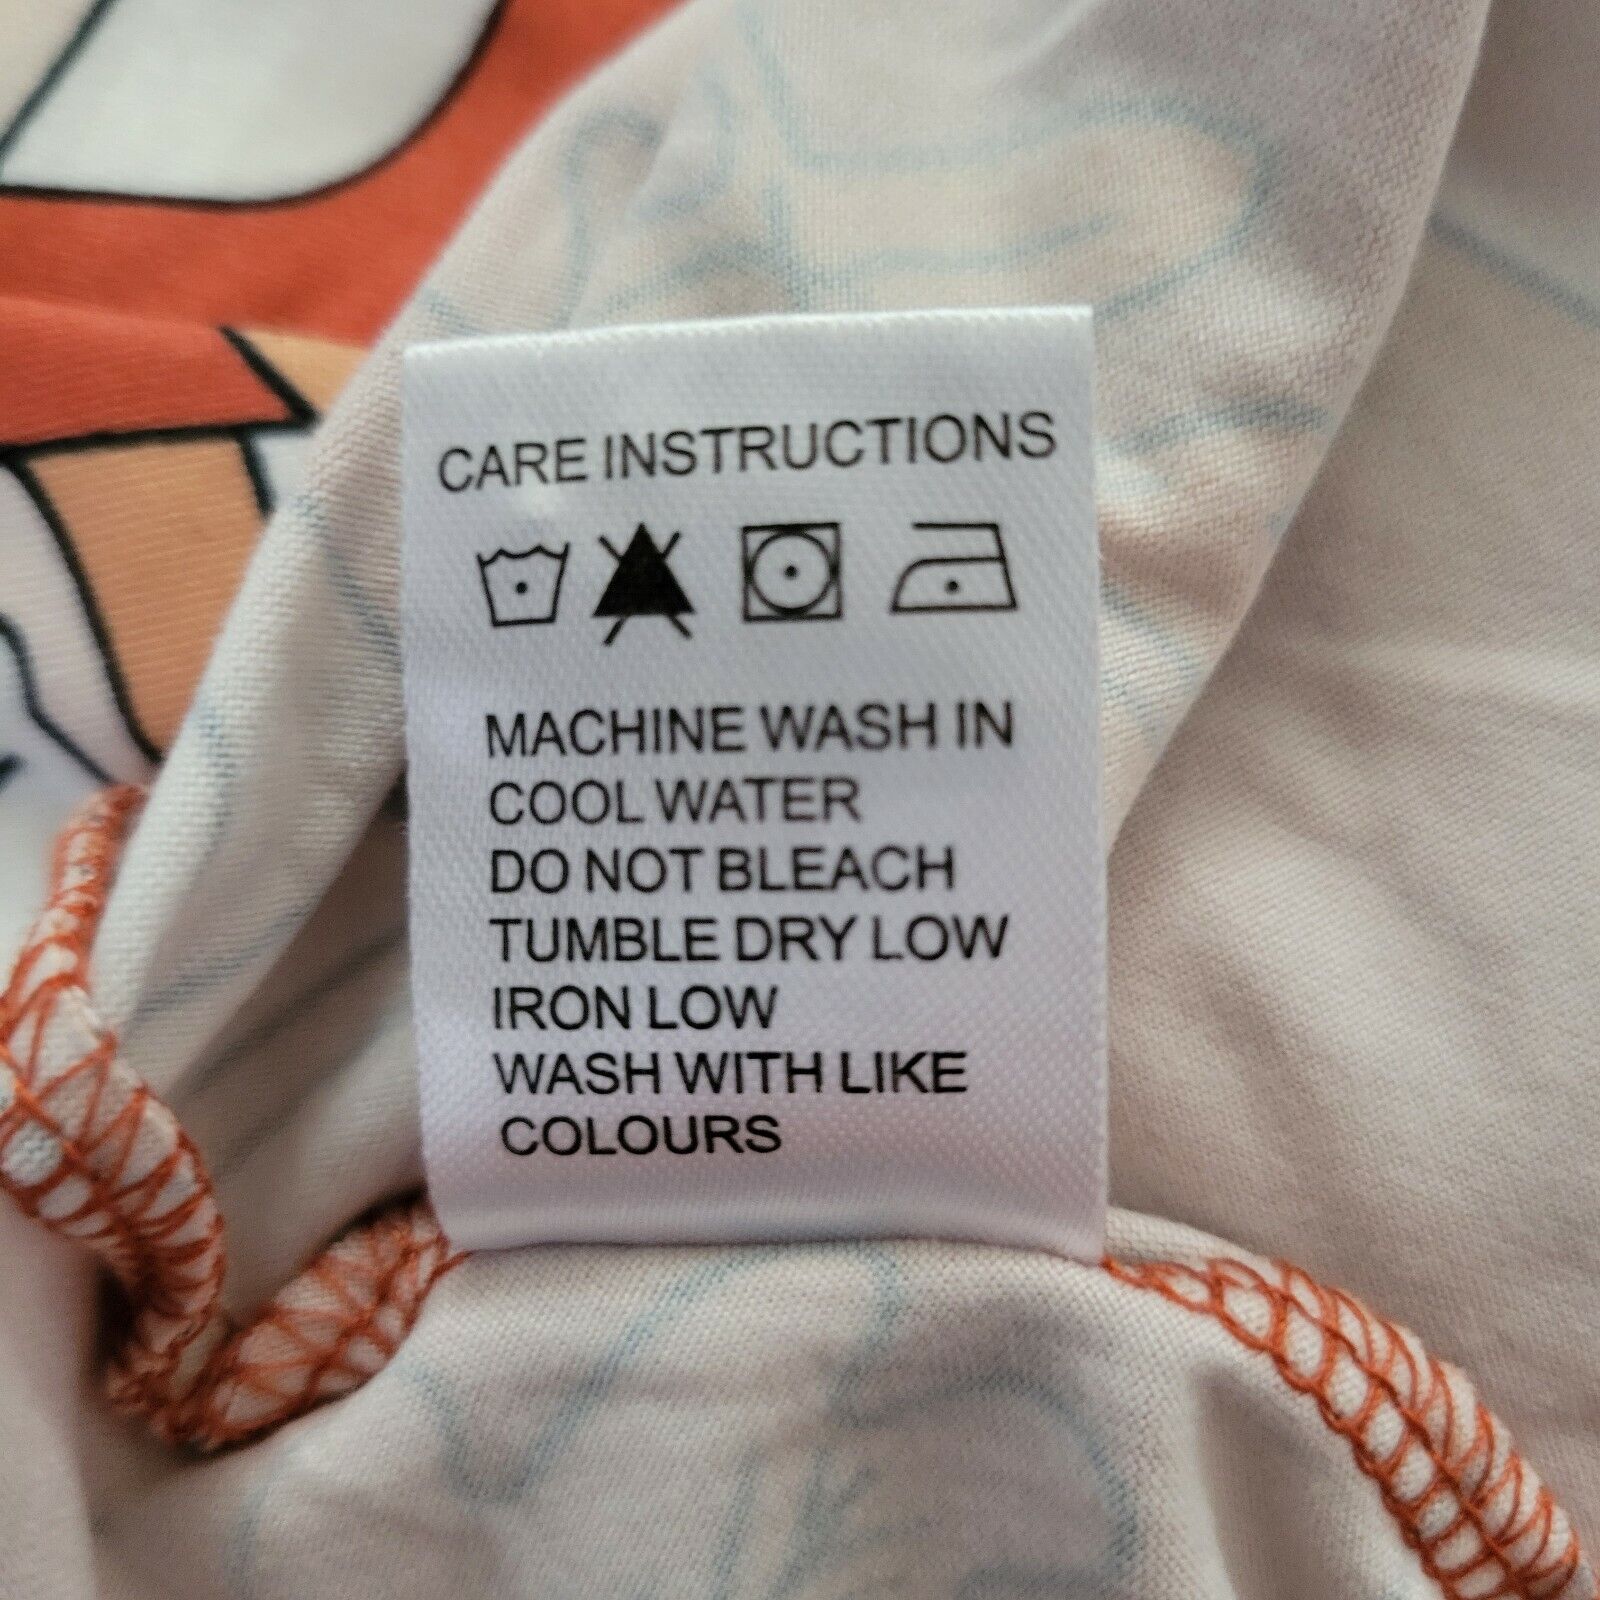 CARE INSTRUCTIONS
MACHINE WASH IN
COOL WATER
DO NOT BLEACH
TUMBLE DRY LOW
IRON LOW
WASH WITH LIKE
COLOURS